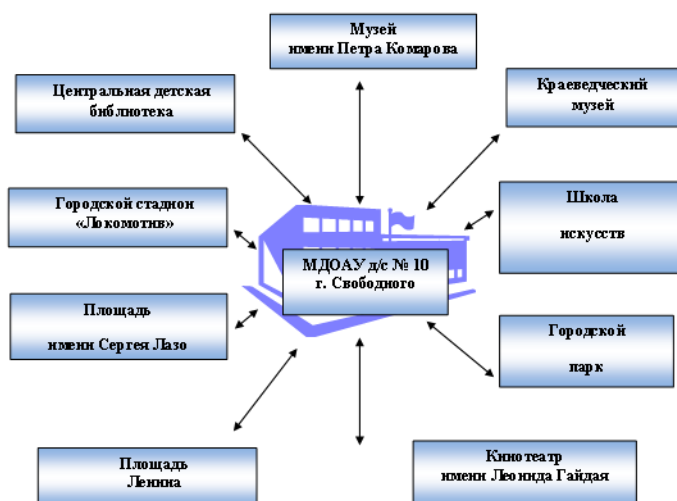 Музей
имени Петра Комарова
Центральная детская
библиотека
Краеведческий
музей
Городской стадион
«Локомотив»
Школа
искусств
МДОАУ д/с № 10
г. Свободного
Площадь
имени Сергея Лазо
Городской
парк
Площадь
Ленина
Кинотеатр
имени Леонида Гайдая